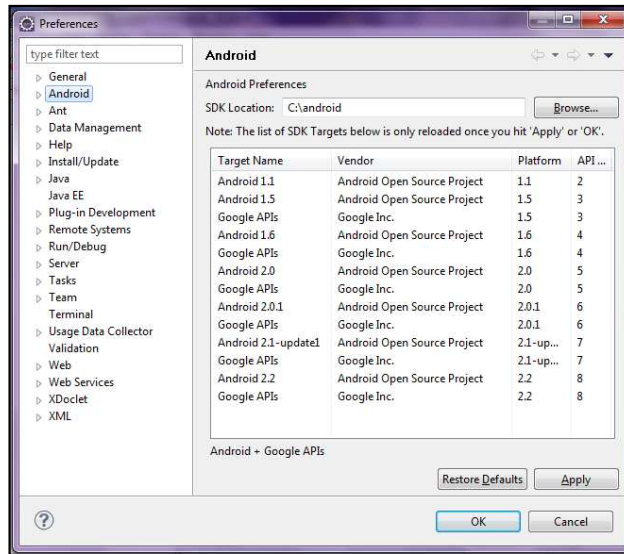 Preferences
type filter text
General
Android
Ant
Data Management
Help
Install/Update
Java
Java EE
Plug-in Development
Remote Systems
Run/Debug
Server
Tasks
Team
Terminal
Usage Data Collector
Validation
Web
Web Services
XDoclet
XML
Android
Android Preferences
SDK Location: C:\android Browse...
Note: The list of SDK Targets below is only reloaded once you hit 'Apply' or 'OK'.
Target Name Vendor Platform API ...
Android 1.1 Android Open Source Project 1.1 2
Android 1.5 Android Open Source Project 1.5 3
Google APIs Google Inc. 1.5 3
Android 1.6 Android Open Source Project 1.6 4
Google APIs Google Inc. 1.6 4
Android 2.0 Android Open Source Project 2.0 5
Google APIs Google Inc. 2.0 5
Android 2.0.1 Android Open Source Project 2.0.1 6
Google APIs Google Inc. 2.0.1 6
Android 2.1-update1 Android Open Source Project 2.1-up... 7
Google APIs Google Inc. 2.1-up... 7
Android 2.2 Android Open Source Project 2.2 8
Google APIs Google Inc. 2.2 8
Android + Google APIs
Restore Defaults Apply
? OK Cancel